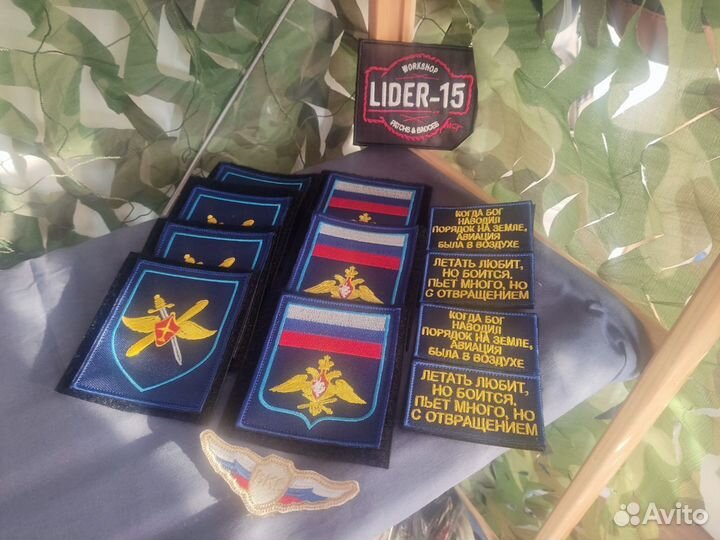 WORKSHOP
LIDER-15
PATCHS & BADGES
КОГДА БОГ
НАВОДИЛ
ПОРЯДОК НА ЗЕМЛЕ,
АВИАЦИЯ
БЫЛА В ВОЗДУХЕ
ЛЕТАТЬ ЛЮБИТ,
НО БОИТСЯ,
ПЬЕТ МНОГО, НО
С ОТВРАЩЕНИЕМ
КОГДА БОГ
НАВОДИЛ
ПОРЯДОК НА ЗЕМЛЕ,
АВИАЦИЯ
БЫЛА В ВОЗДУХЕ
ЛЕТАТЬ ЛЮБИТ,
НО БОИТСЯ,
ПЬЕТ МНОГО, НО
С ОТВРАЩЕНИЕМ
Avito